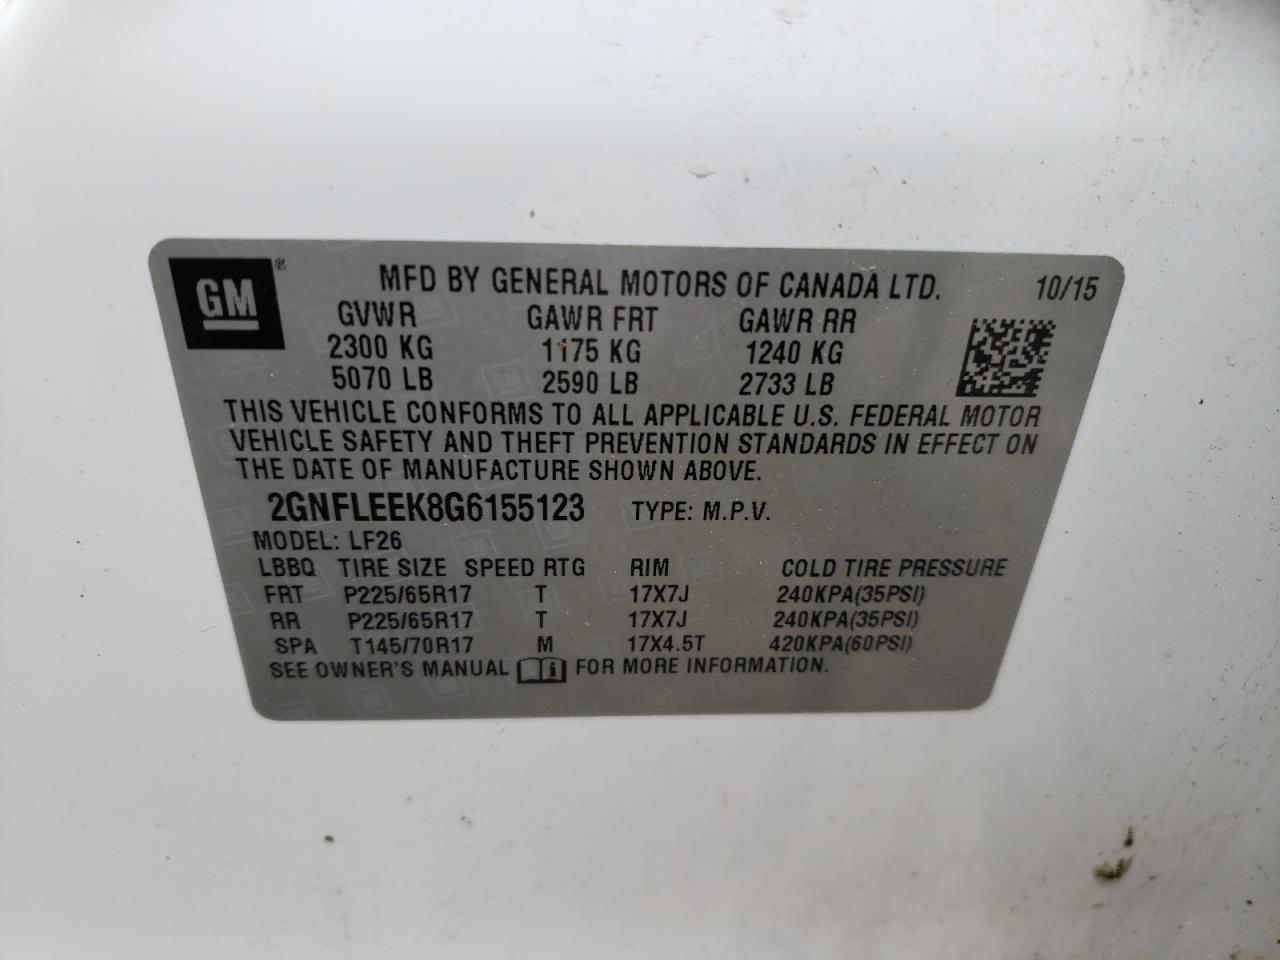 GM®
MFD BY GENERAL MOTORS OF CANADA LTD. 10/15
GVWR GAWR FRT GAWR RR
2300 KG 1175 KG 1240 KG
5070 LB 2590 LB 2733 LB
THIS VEHICLE CONFORMS TO ALL APPLICABLE U.S. FEDERAL MOTOR
VEHICLE SAFETY AND THEFT PREVENTION STANDARDS IN EFFECT ON
THE DATE OF MANUFACTURE SHOWN ABOVE.
2GNFLEEK8G6155123 TYPE: M.P.V.
MODEL: LF26
LBBQ TIRE SIZE SPEED RTG RIM COLD TIRE PRESSURE
FRT P225/65R17 T 17X7J 240KPA(35PSI)
RR P225/65R17 T 17X7J 240KPA(35PSI)
SPA T145/70R17 M 17X4.5T 420KPA(60PSI)
SEE OWNER'S MANUAL i FOR MORE INFORMATION.